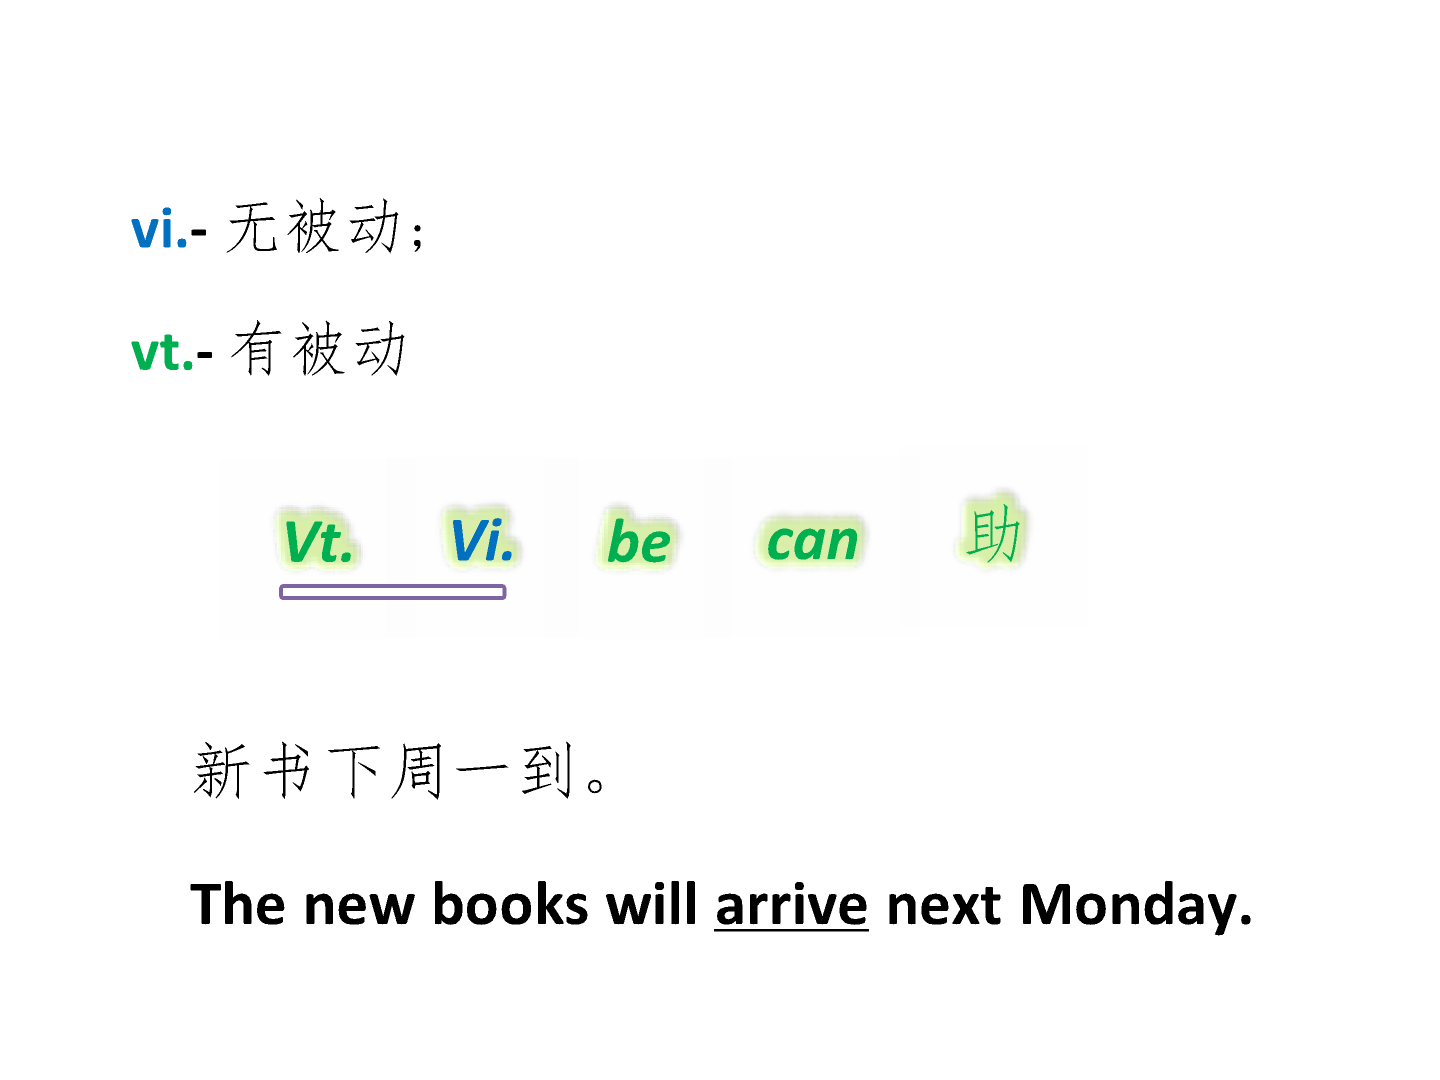 vi.- 无被动；
vt.- 有被动
Vt. Vi. be can 助
新书下周一到。
The new books will arrive next Monday.